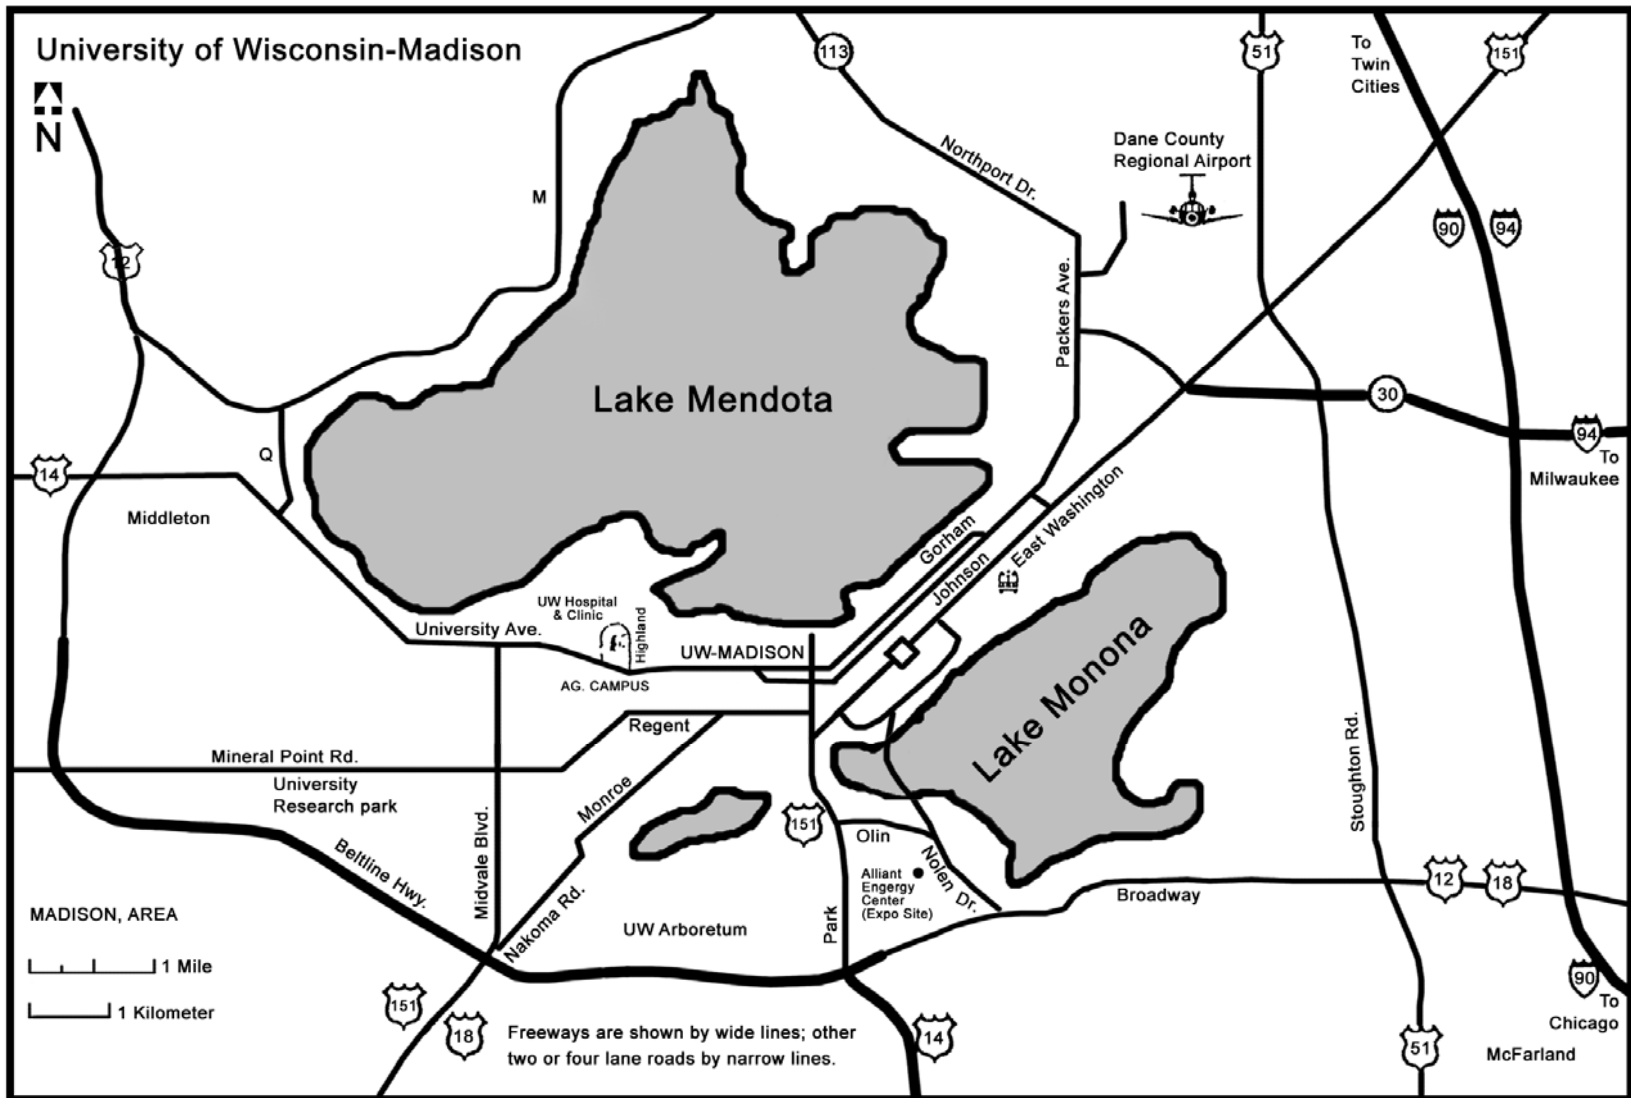 University of Wisconsin-Madison
N
113
51
To
Twin
Cities
151
Dane County
Regional Airport
Northport Dr.
M
12
90
94
Packers Ave.
Lake Mendota
30
94
To
Milwaukee
Q
14
Middleton
Gorham
Johnson
East Washington
UW Hospital
& Clinic
Highland
University Ave.
UW-MADISON
AG. CAMPUS
Lake Monona
Regent
Mineral Point Rd.
University
Research park
Monroe
Midvale Blvd.
Stoughton Rd.
151
Olin
Nolen Dr.
Alliant
Engergy
Center
(Expo Site)
Beltline Hwy.
Nakoma Rd.
UW Arboretum
Park
Broadway
12
18
MADISON, AREA
1 Mile
1 Kilometer
151
18
Freeways are shown by wide lines; other
two or four lane roads by narrow lines.
14
90
To
Chicago
51
McFarland